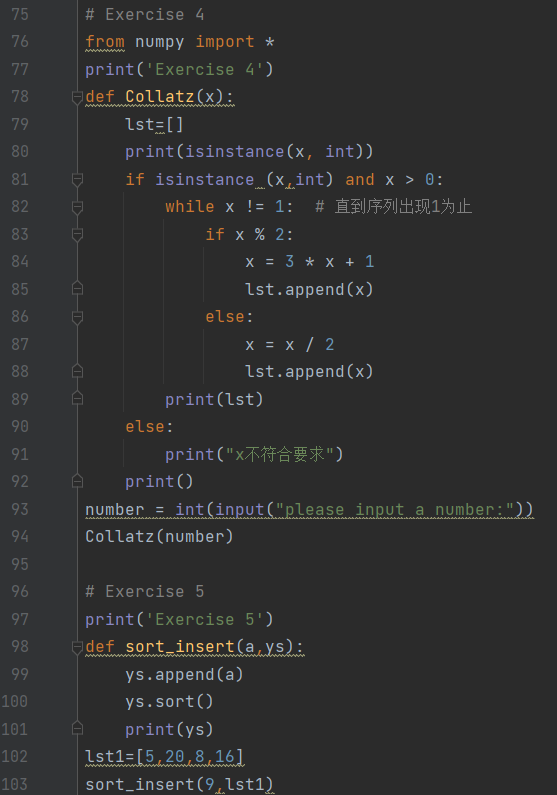 75 # Exercise 4
76 from numpy import *
77 print('Exercise 4')
78 def Collatz(x):
79     lst=[]
80     print(isinstance(x, int))
81     if isinstance (x,int) and x > 0:
82         while x != 1:  # 直到序列出现1为止
83             if x % 2:
84                 x = 3 * x + 1
85                 lst.append(x)
86             else:
87                 x = x / 2
88                 lst.append(x)
89         print(lst)
90     else:
91         print("x不符合要求")
92     print()
93 number = int(input("please input a number:"))
94 Collatz(number)
95
96 # Exercise 5
97 print('Exercise 5')
98 def sort_insert(a,ys):
99     ys.append(a)
100     ys.sort()
101     print(ys)
102 lst1=[5,20,8,16]
103 sort_insert(9,lst1)